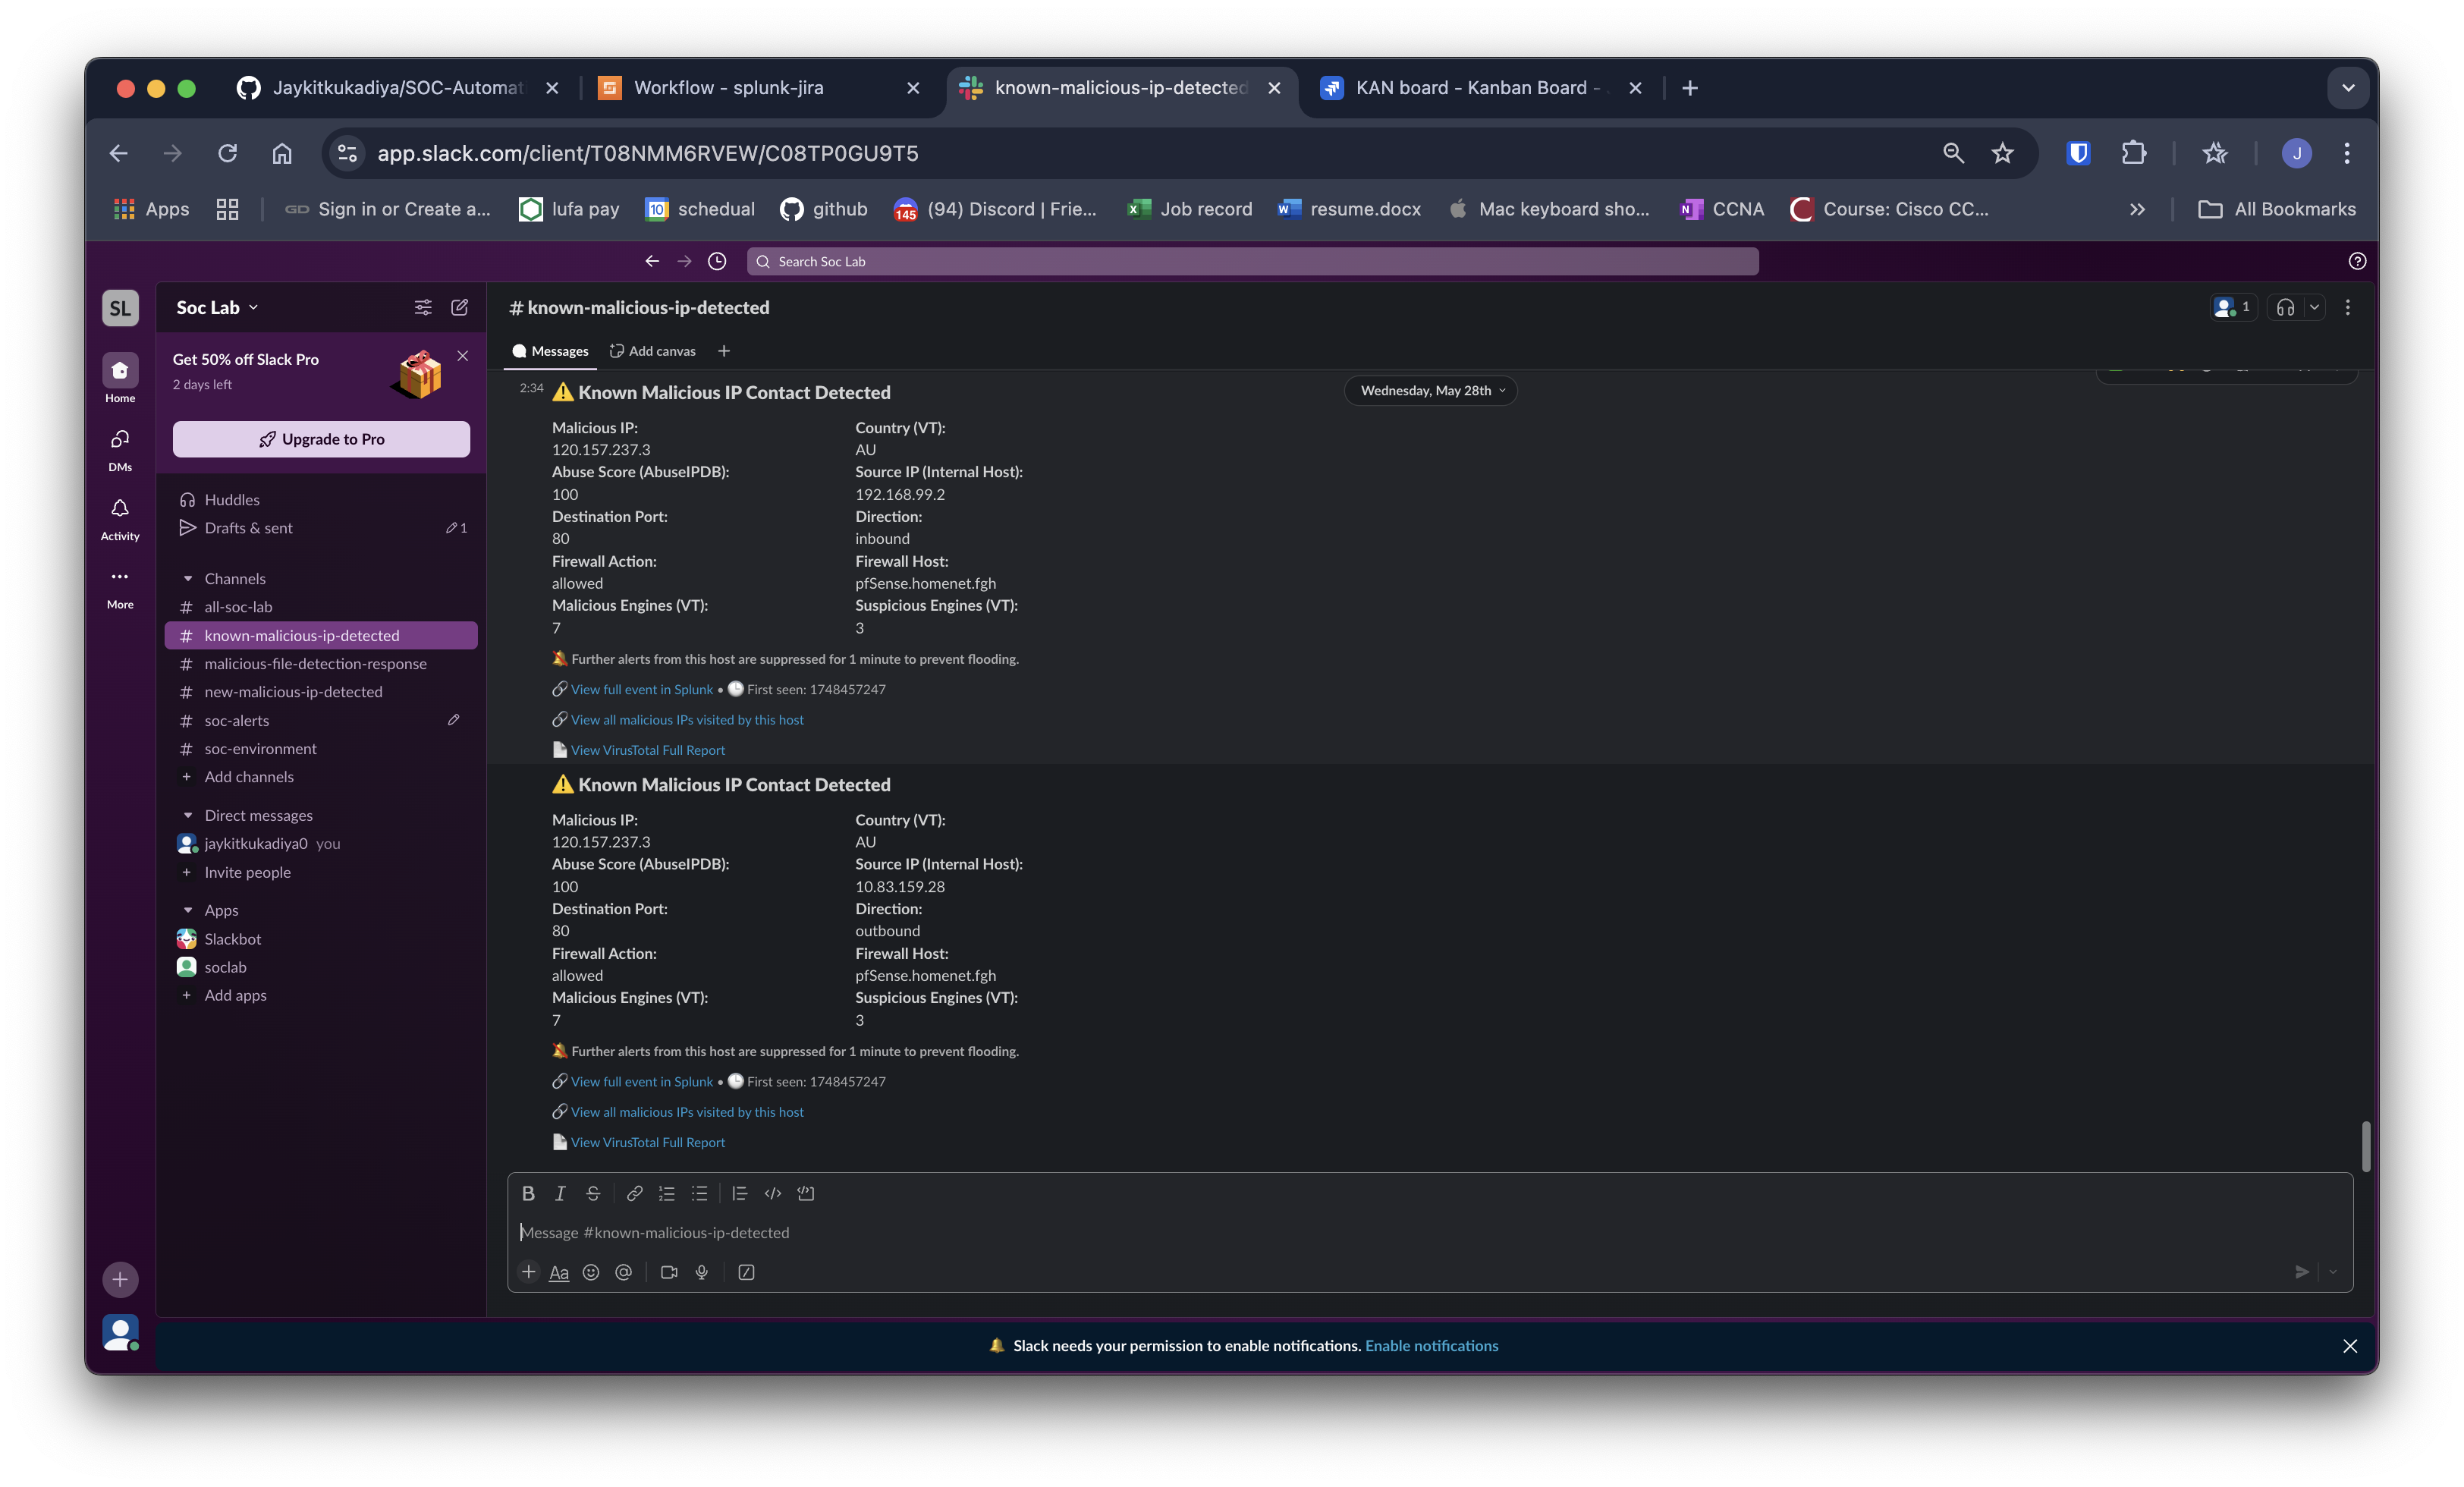 Jaykitkukadiya/SOC-Automat
Workflow - splunk-jira
known-malicious-ip-detected
KAN board - Kanban Board -
app.slack.com/client/T08NMM6RVEW/C08TP0GU9T5
J
Apps
GD Sign in or Create a...
lufa pay
10 schedual
github
145 (94) Discord | Frie...
Job record
resume.docx
Mac keyboard sho...
CCNA
Course: Cisco CC...
All Bookmarks
Search Soc Lab
SL
Home
DMs
Activity
More
Soc Lab
Get 50% off Slack Pro
2 days left
Upgrade to Pro
Huddles
Drafts & sent 1
Channels
# all-soc-lab
# known-malicious-ip-detected
# malicious-file-detection-response
# new-malicious-ip-detected
# soc-alerts
# soc-environment
+ Add channels
Direct messages
jaykitkukadiya0 you
+ Invite people
Apps
Slackbot
soclab
+ Add apps
# known-malicious-ip-detected
1
Messages
Add canvas
Wednesday, May 28th
2:34 ⚠️ Known Malicious IP Contact Detected
Malicious IP: Country (VT):
120.157.237.3 AU
Abuse Score (AbuseIPDB): Source IP (Internal Host):
100 192.168.99.2
Destination Port: Direction:
80 inbound
Firewall Action: Firewall Host:
allowed pfSense.homenet.fgh
Malicious Engines (VT): Suspicious Engines (VT):
7 3
Further alerts from this host are suppressed for 1 minute to prevent flooding.
View full event in Splunk • First seen: 1748457247
View all malicious IPs visited by this host
View VirusTotal Full Report
⚠️ Known Malicious IP Contact Detected
Malicious IP: Country (VT):
120.157.237.3 AU
Abuse Score (AbuseIPDB): Source IP (Internal Host):
100 10.83.159.28
Destination Port: Direction:
80 outbound
Firewall Action: Firewall Host:
allowed pfSense.homenet.fgh
Malicious Engines (VT): Suspicious Engines (VT):
7 3
Further alerts from this host are suppressed for 1 minute to prevent flooding.
View full event in Splunk • First seen: 1748457247
View all malicious IPs visited by this host
View VirusTotal Full Report
B I S
Message #known-malicious-ip-detected
Aa
Slack needs your permission to enable notifications. Enable notifications